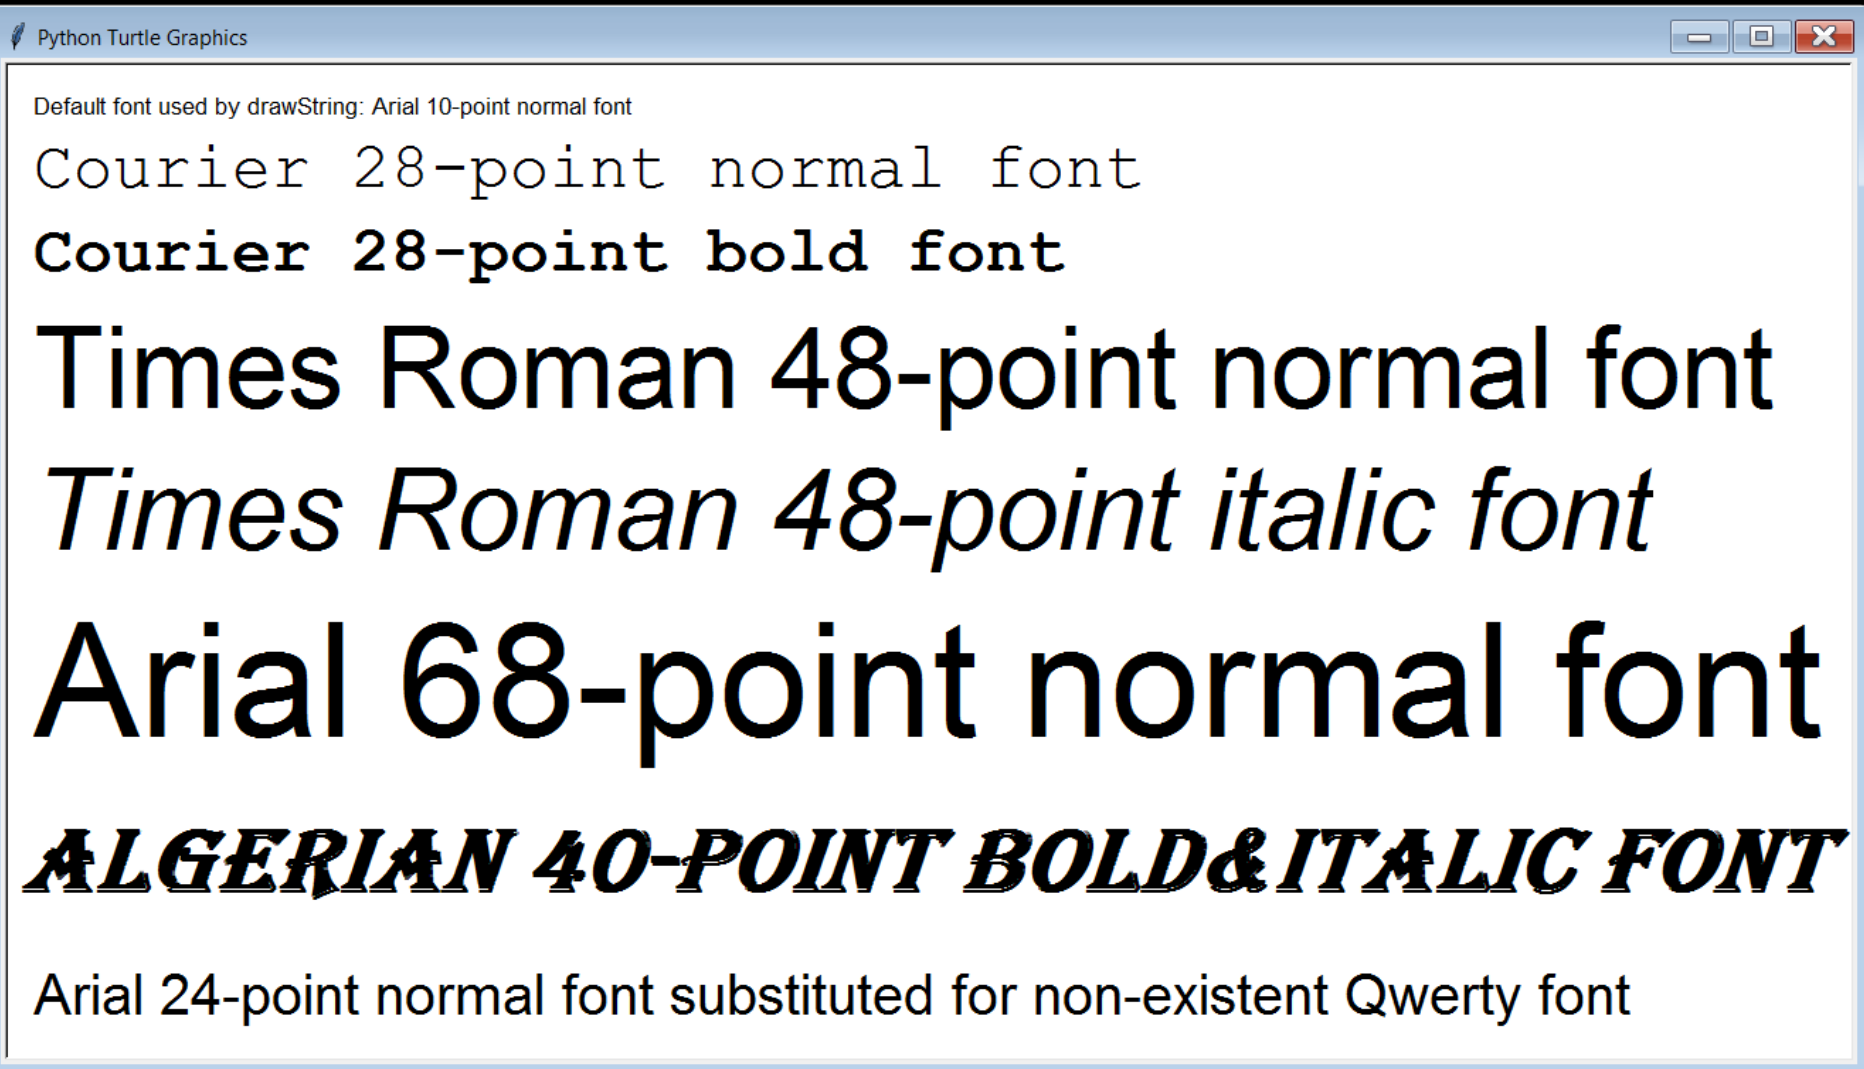 Python Turtle Graphics
Default font used by drawString: Arial 10-point normal font
Courier 28-point normal font
Courier 28-point bold font
Times Roman 48-point normal font
Times Roman 48-point italic font
Arial 68-point normal font
ALGERIAN 40-POINT BOLD&ITALIC FONT
Arial 24-point normal font substituted for non-existent Qwerty font